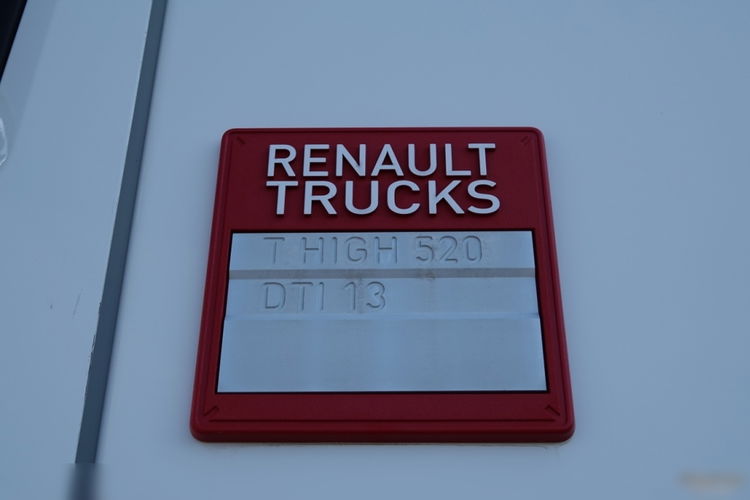 RENAULT
TRUCKS
T HIGH 520
DTI 13